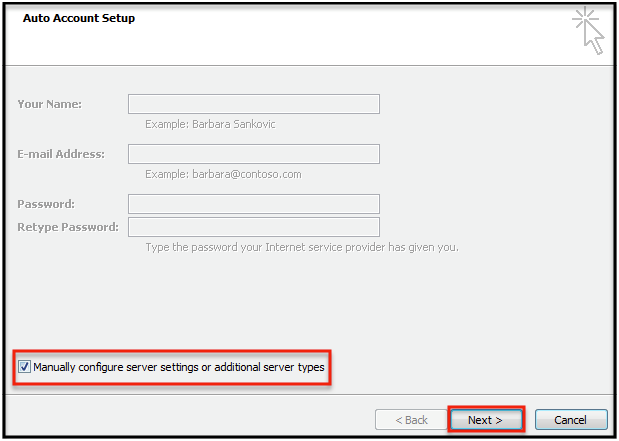 Auto Account Setup
Your Name:
Example: Barbara Sankovic
E-mail Address:
Example: barbara@contoso.com
Password:
Retype Password:
Type the password your Internet service provider has given you.
Manually configure server settings or additional server types
< Back Next > Cancel